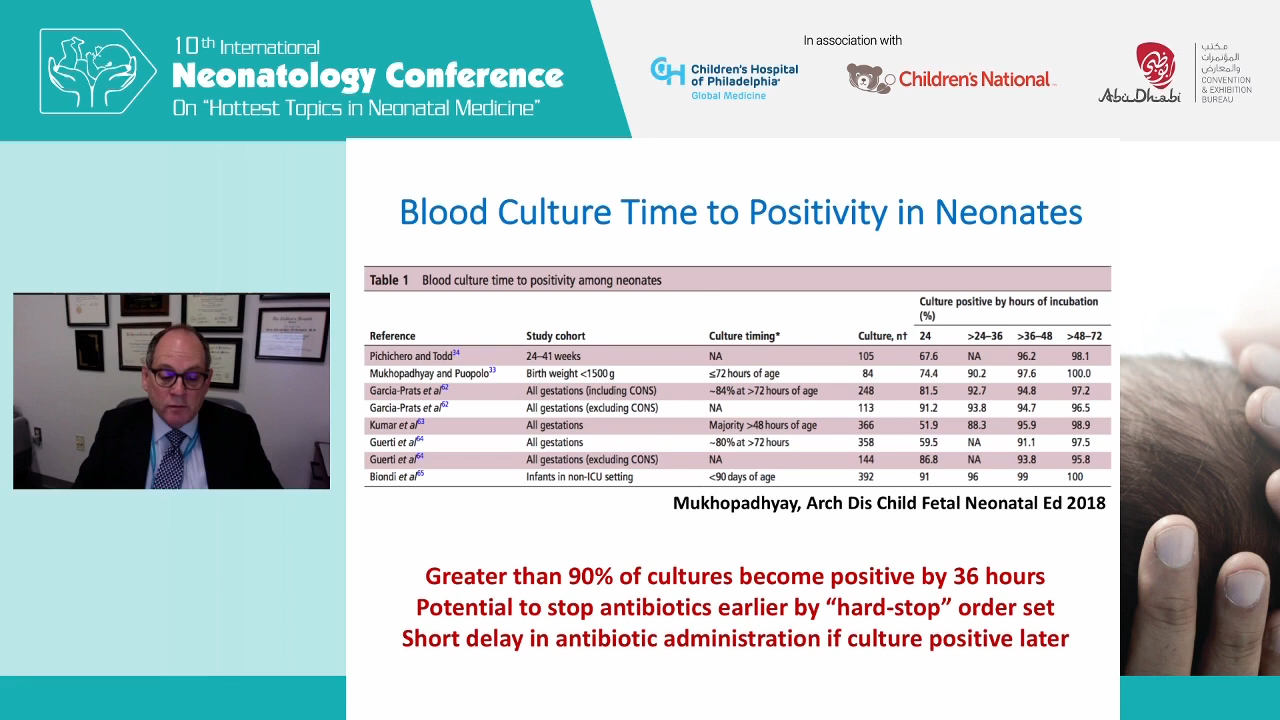 10th International
Neonatology Conference
On "Hottest Topics in Neonatal Medicine"
In association with
Children's Hospital
of Philadelphia
Global Medicine
Children's National
Abu Dhabi
مكتب
المؤتمرات
والمعارض
CONVENTION
& EXHIBITION
BUREAU
Blood Culture Time to Positivity in Neonates
Table 1 Blood culture time to positivity among neonates
Culture positive by hours of incubation
(%)
Reference Study cohort Culture timing* Culture, n† 24 >24–36 >36–48 >48–72
Pichichero and Todd34 24–41 weeks NA 105 67.6 NA 96.2 98.1
Mukhopadhyay and Puopolo33 Birth weight <1500 g ≤72 hours of age 84 74.4 90.2 97.6 100.0
Garcia-Prats et al62 All gestations (including CONS) ~84% at >72 hours of age 248 81.5 92.7 94.8 97.2
Garcia-Prats et al62 All gestations (excluding CONS) NA 113 91.2 93.8 94.7 96.5
Kumar et al63 All gestations Majority >48 hours of age 366 51.9 88.3 95.9 98.9
Guerti et al64 All gestations ~80% at >72 hours 358 59.5 NA 91.1 97.5
Guerti et al64 All gestations (excluding CONS) NA 144 86.8 NA 93.8 95.8
Biondi et al65 Infants in non-ICU setting <90 days of age 392 91 96 99 100
Mukhopadhyay, Arch Dis Child Fetal Neonatal Ed 2018
Greater than 90% of cultures become positive by 36 hours
Potential to stop antibiotics earlier by “hard-stop” order set
Short delay in antibiotic administration if culture positive later